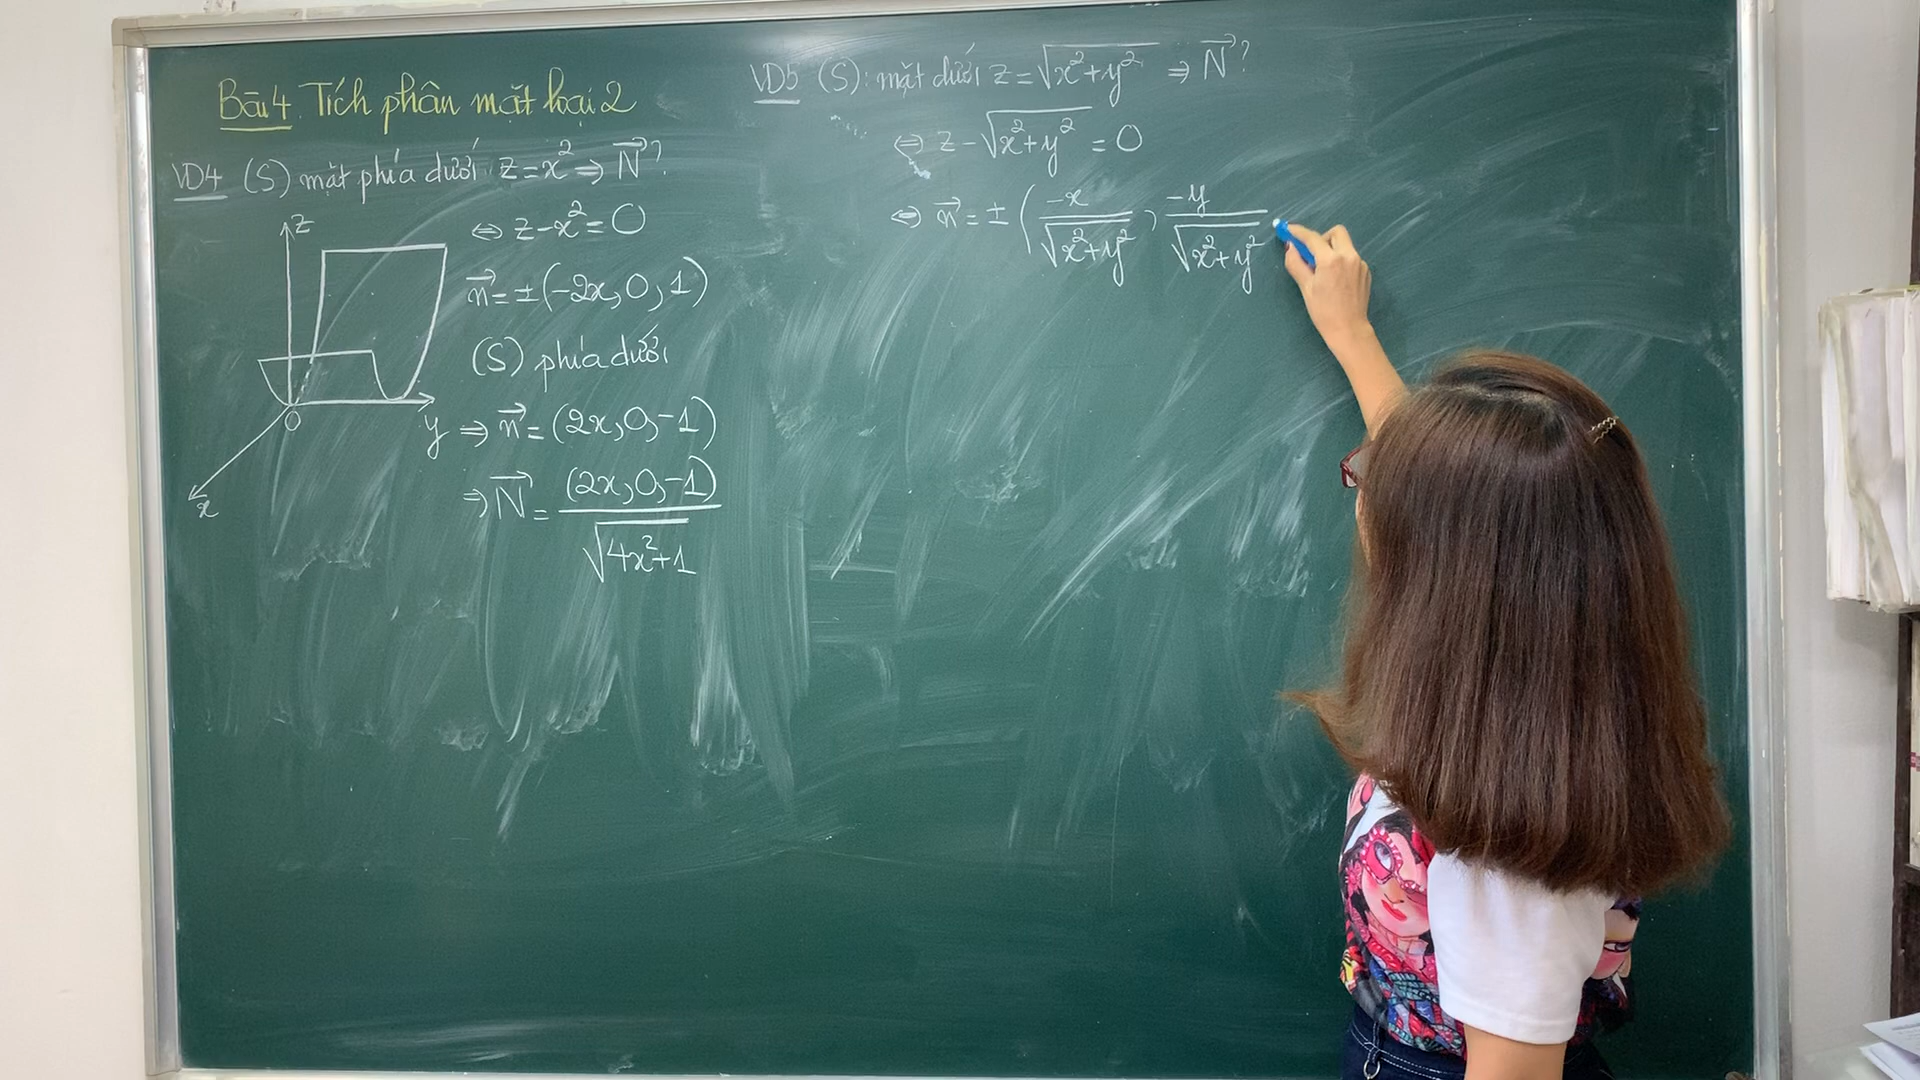 Bài 4. Tích phân mặt loại 2
VD4 (S) mặt phía dưới z = x² ⇒ N⃗ ?
⇔ z - x² = 0
n⃗ = ±(-2x, 0, 1)
(S) phía dưới
⇒ n⃗ = (2x, 0, -1)
⇒ N⃗ = (2x, 0, -1) / √(4x²+1)
z
O
y
x
VD5 (S): mặt dưới z = √(x²+y²) ⇒ N⃗ ?
⇔ z - √(x²+y²) = 0
⇔ n⃗ = ± ( -x / √(x²+y²) , -y / √(x²+y²)